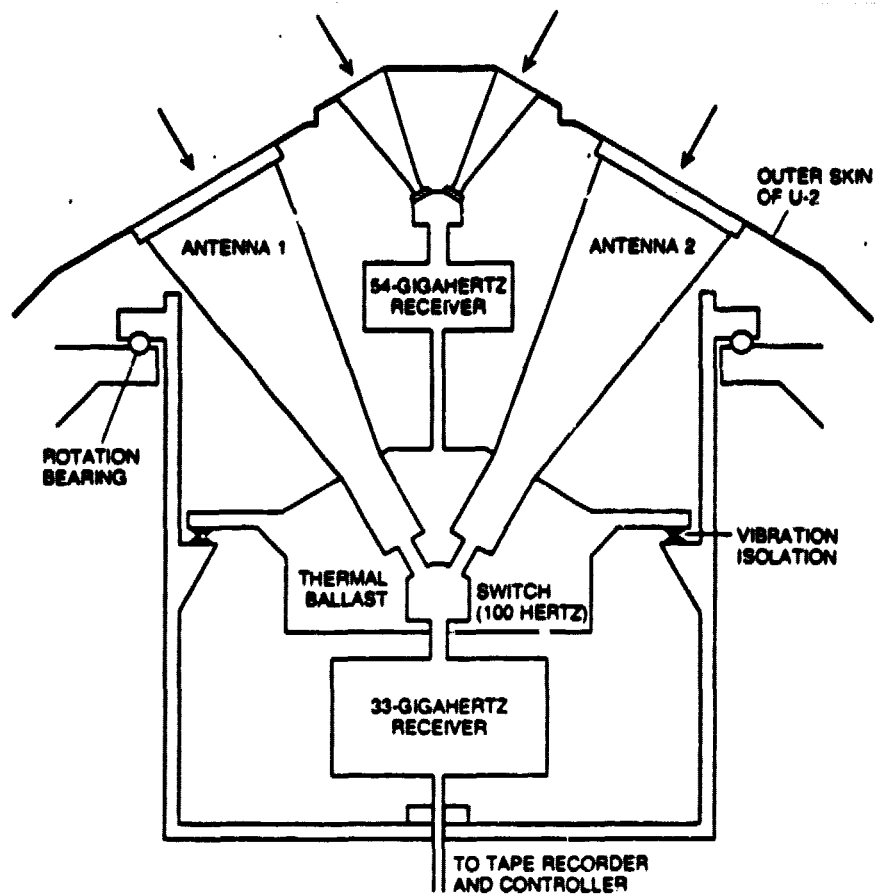 OUTER SKIN
OF U-2
ANTENNA 1
ANTENNA 2
54-GIGAHERTZ
RECEIVER
ROTATION
BEARING
VIBRATION
ISOLATION
THERMAL
BALLAST
SWITCH
(100 HERTZ)
33-GIGAHERTZ
RECEIVER
TO TAPE RECORDER
AND CONTROLLER